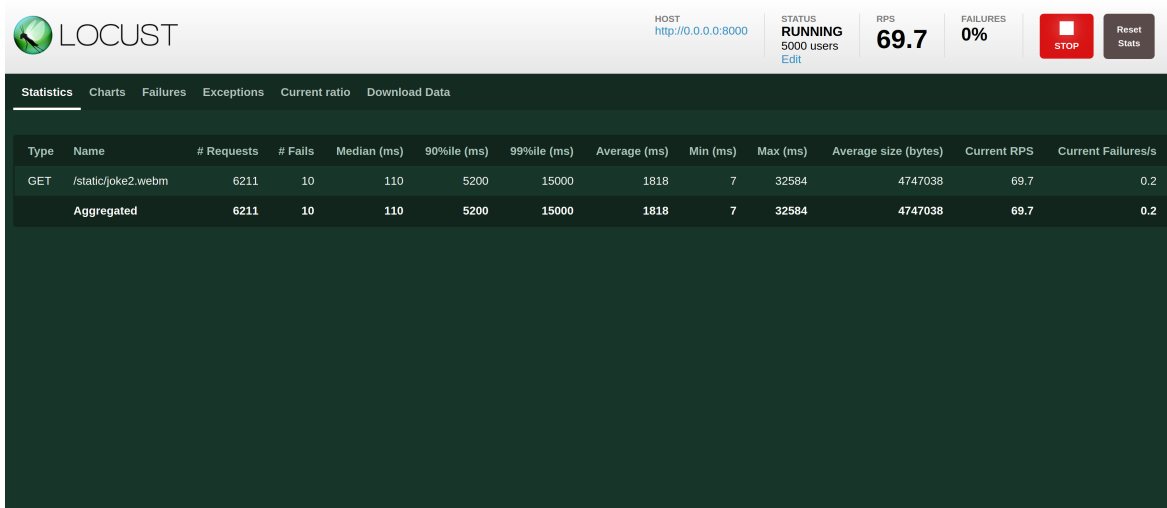 LOCUST
HOST
http://0.0.0.0:8000
STATUS
RUNNING
5000 users
Edit
RPS
69.7
FAILURES
0%
STOP
Reset
Stats
Statistics Charts Failures Exceptions Current ratio Download Data
Type Name # Requests # Fails Median (ms) 90%ile (ms) 99%ile (ms) Average (ms) Min (ms) Max (ms) Average size (bytes) Current RPS Current Failures/s
GET /static/joke2.webm 6211 10 110 5200 15000 1818 7 32584 4747038 69.7 0.2
Aggregated 6211 10 110 5200 15000 1818 7 32584 4747038 69.7 0.2